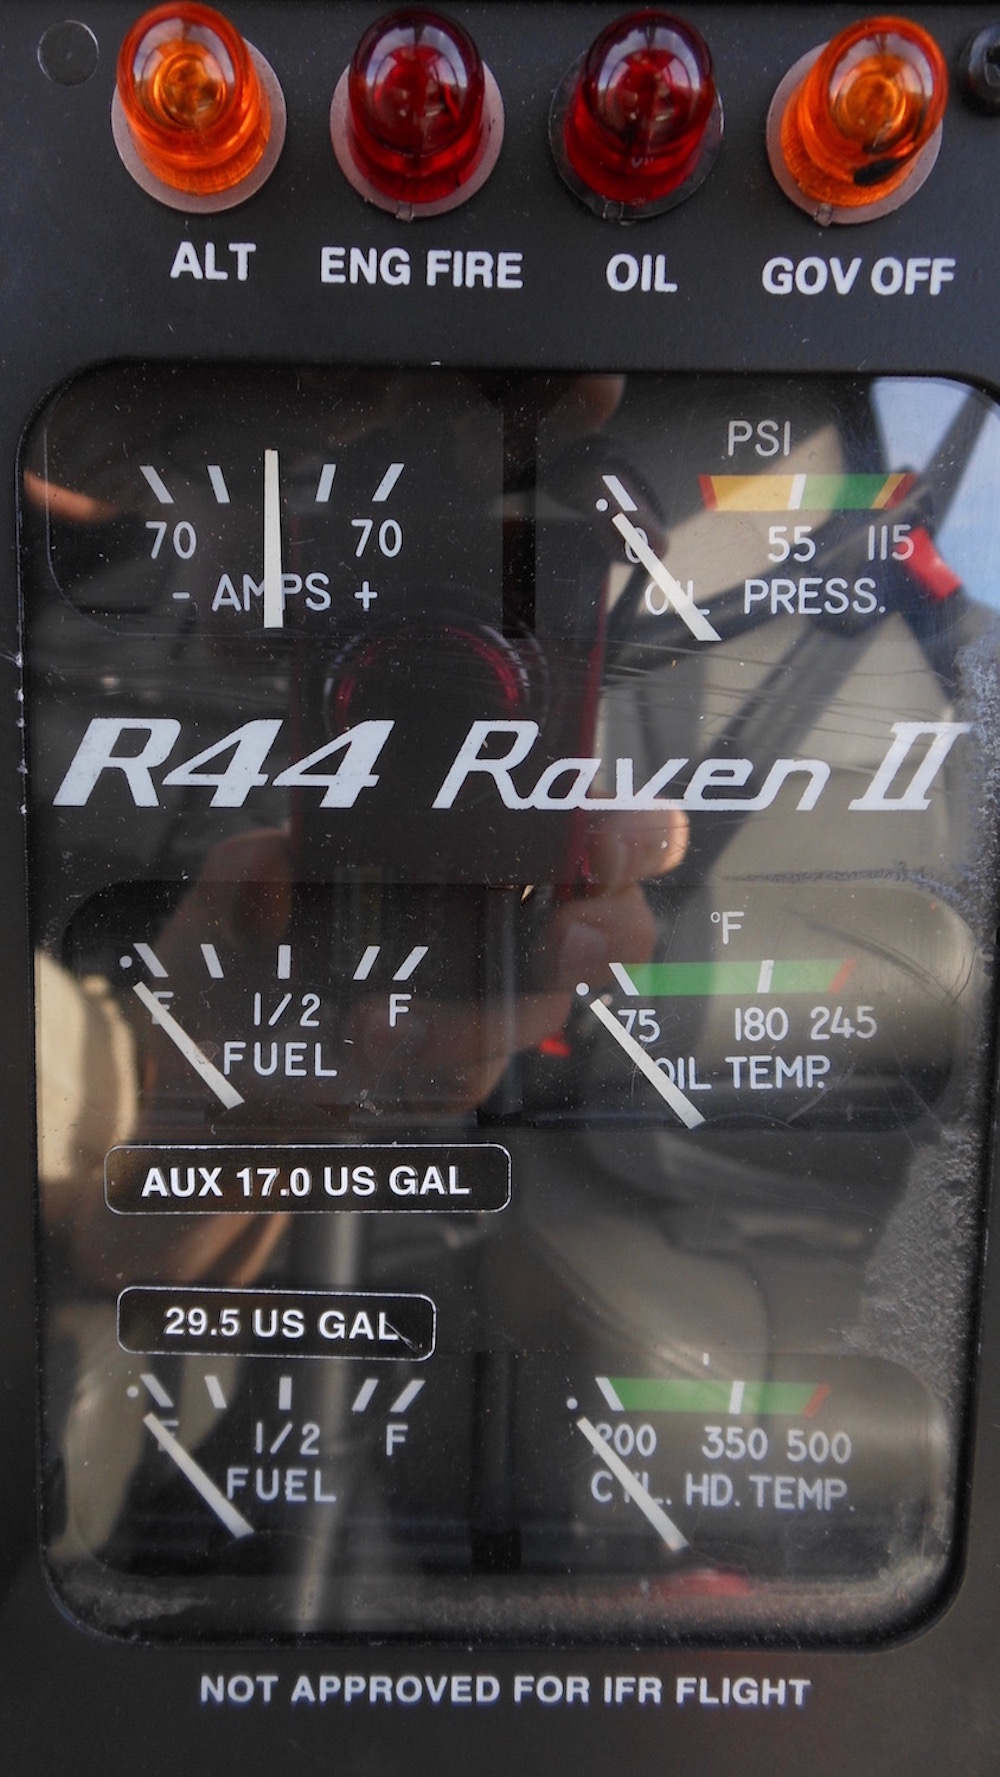 ALT ENG FIRE OIL GOV OFF
PSI
70 70
- AMPS +
0 55 115
OIL PRESS.
R44 Raven II
°F
E 1/2 F
FUEL
75 180 245
OIL TEMP.
AUX 17.0 US GAL
29.5 US GAL
E 1/2 F
FUEL
200 350 500
CYL. HD. TEMP.
NOT APPROVED FOR IFR FLIGHT